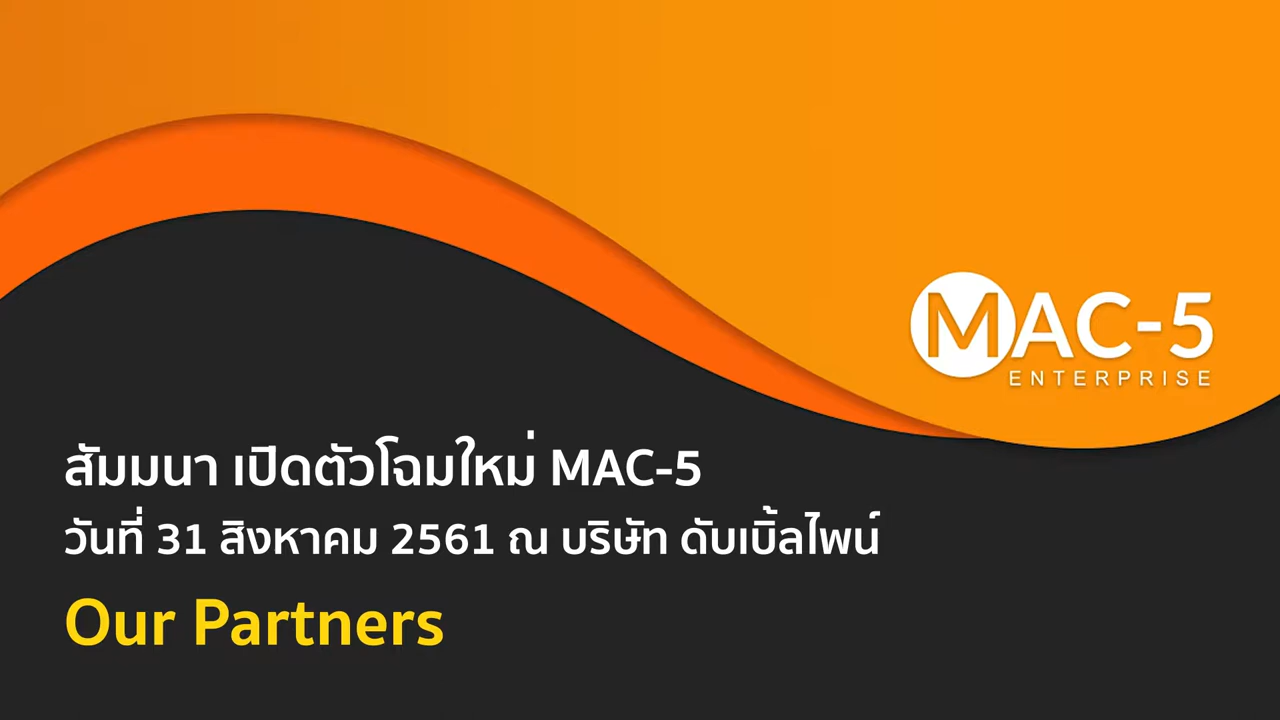 MAC-5
ENTERPRISE
สัมมนา เปิดตัวโฉมใหม่ MAC-5
วันที่ 31 สิงหาคม 2561 ณ บริษัท ดับเบิ้ลไพน์
Our Partners